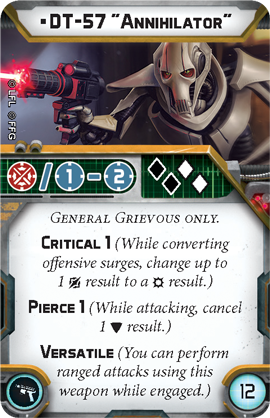 DT-57 "Annihilator"
© LFL © FFG
1-2
General Grievous only.
Critical 1 (While converting
offensive surges, change up to
1 result to a result.)
Pierce 1 (While attacking, cancel
1 result.)
Versatile (You can perform
ranged attacks using this
weapon while engaged.)
12